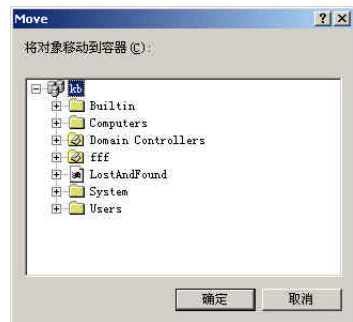 Move
将对象移动到容器(C):
kb
Builtin
Computers
Domain Controllers
fff
LostAndFound
System
Users
确定 取消